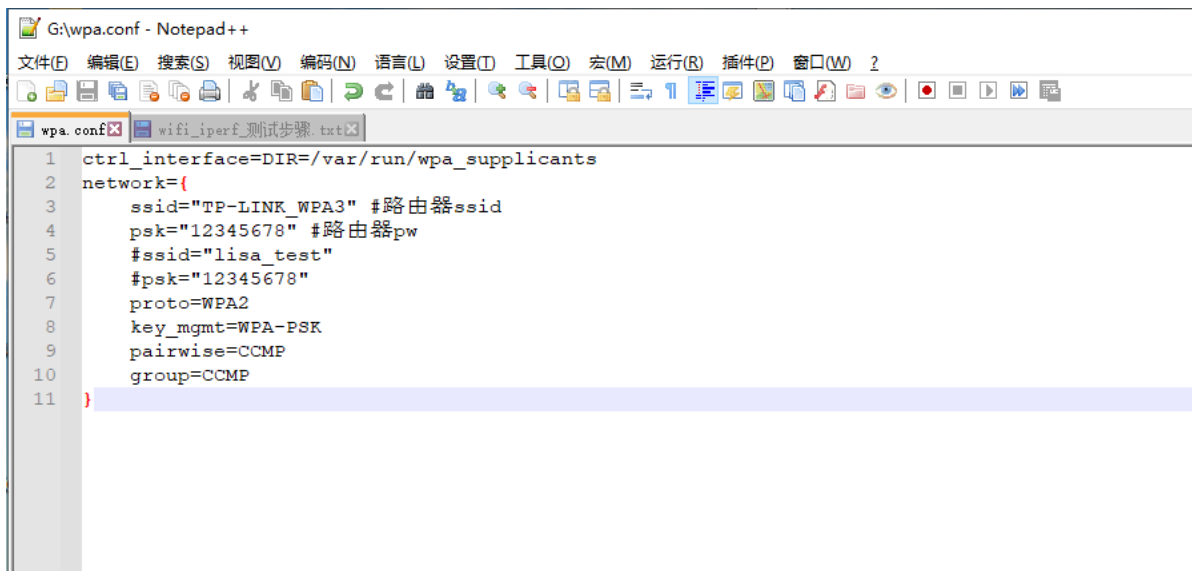 G:\wpa.conf - Notepad++
文件(F) 编辑(E) 搜索(S) 视图(V) 编码(N) 语言(L) 设置(T) 工具(O) 宏(M) 运行(R) 插件(P) 窗口(W) ?
wpa.conf wifi_iperf_测试步骤.txt
1 ctrl_interface=DIR=/var/run/wpa_supplicants
2 network={
3 ssid="TP-LINK_WPA3" #路由器ssid
4 psk="12345678" #路由器pw
5 #ssid="lisa_test"
6 #psk="12345678"
7 proto=WPA2
8 key_mgmt=WPA-PSK
9 pairwise=CCMP
10 group=CCMP
11 }